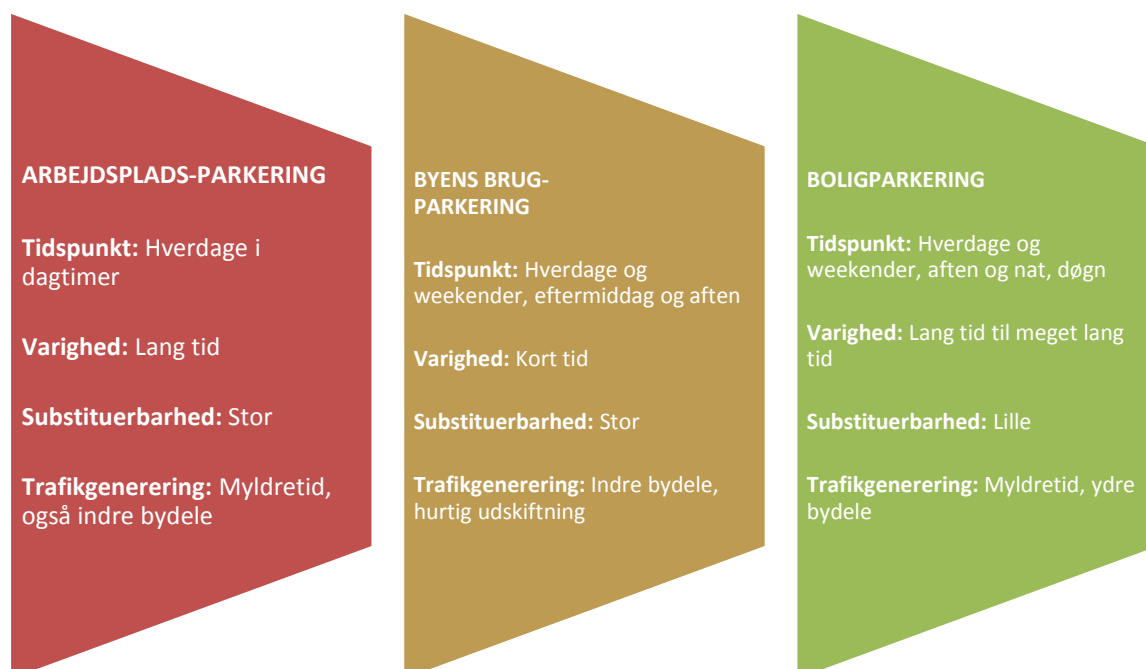 ARBEJDSPLADS-PARKERING
Tidspunkt: Hverdage i
dagtimer
Varighed: Lang tid
Substituerbarhed: Stor
Trafikgenerering: Myldretid,
også indre bydele
BYENS BRUG-
PARKERING
Tidspunkt: Hverdage og
weekender, eftermiddag og aften
Varighed: Kort tid
Substituerbarhed: Stor
Trafikgenerering: Indre bydele,
hurtig udskiftning
BOLIGPARKERING
Tidspunkt: Hverdage og
weekender, aften og nat, døgn
Varighed: Lang tid til meget lang
tid
Substituerbarhed: Lille
Trafikgenerering: Myldretid, ydre
bydele